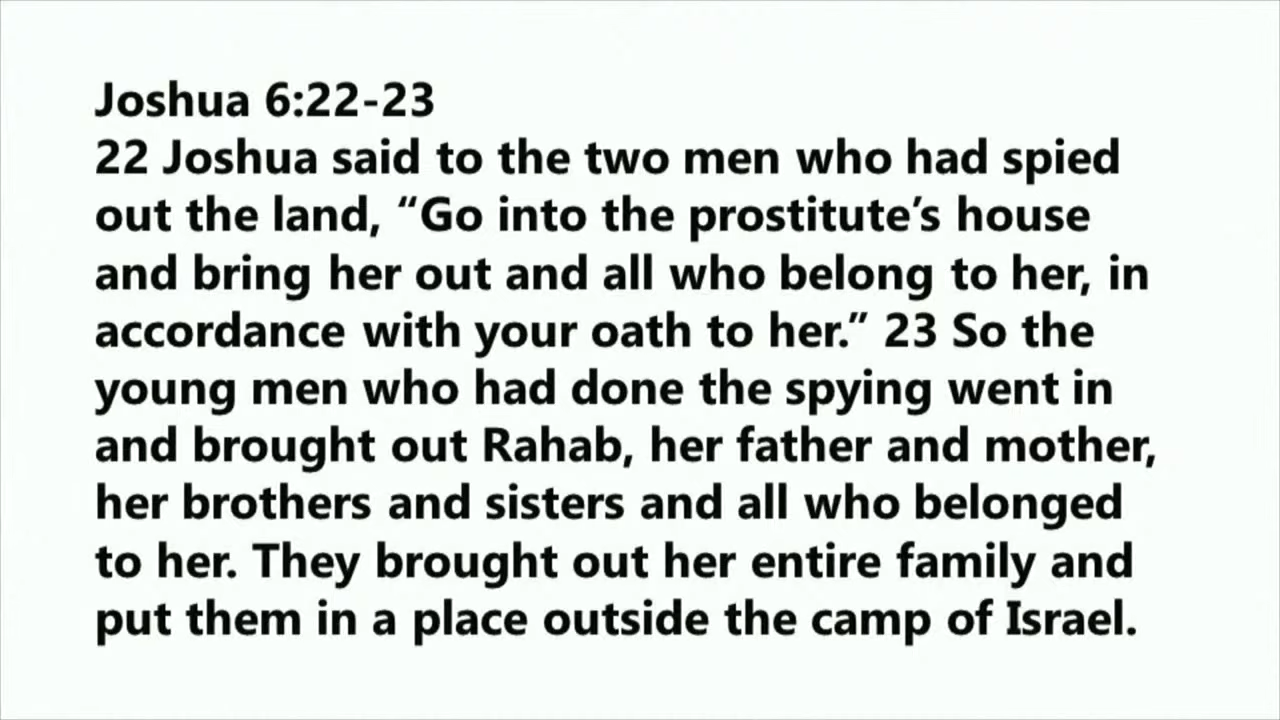 Joshua 6:22-23
22 Joshua said to the two men who had spied
out the land, “Go into the prostitute’s house
and bring her out and all who belong to her, in
accordance with your oath to her.” 23 So the
young men who had done the spying went in
and brought out Rahab, her father and mother,
her brothers and sisters and all who belonged
to her. They brought out her entire family and
put them in a place outside the camp of Israel.